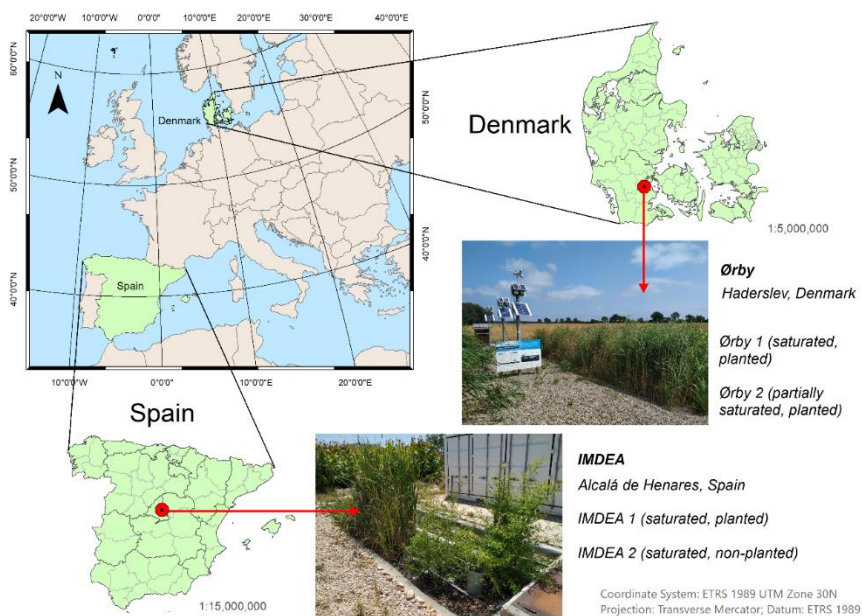 20°0'0"W 10°0'0"W 0°0'0" 10°0'0"E 20°0'0"E 30°0'0"E 40°0'0"E
60°0'0"N
50°0'0"N
40°0'0"N
50°0'0"N
40°0'0"N
N
Denmark
Spain
10°0'0"W 0°0'0" 10°0'0"E 20°0'0"E
Denmark
1:5,000,000
Ørby
Haderslev, Denmark
Ørby 1 (saturated,
planted)
Ørby 2 (partially
saturated, planted)
Spain
1:15,000,000
IMDEA
Alcalá de Henares, Spain
IMDEA 1 (saturated, planted)
IMDEA 2 (saturated, non-planted)
Coordinate System: ETRS 1989 UTM Zone 30N
Projection: Transverse Mercator; Datum: ETRS 1989